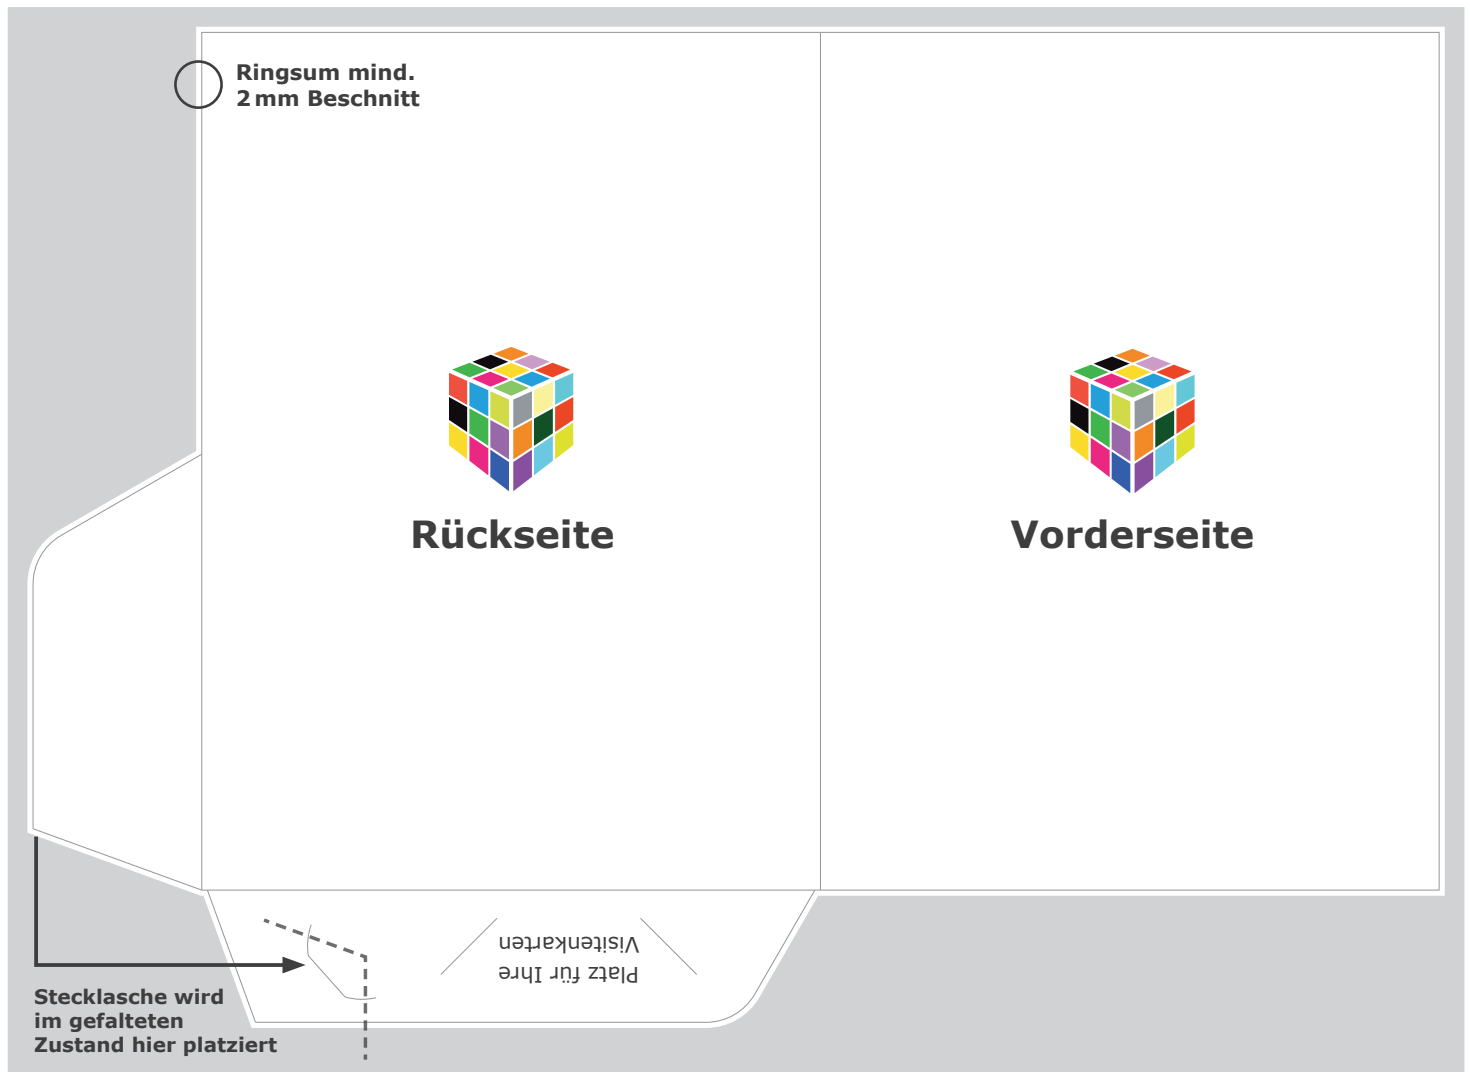 Ringsum mind.
2 mm Beschnitt
Rückseite
Vorderseite
Platz für Ihre
Visitenkarten
Stecklasche wird
im gefalteten
Zustand hier platziert